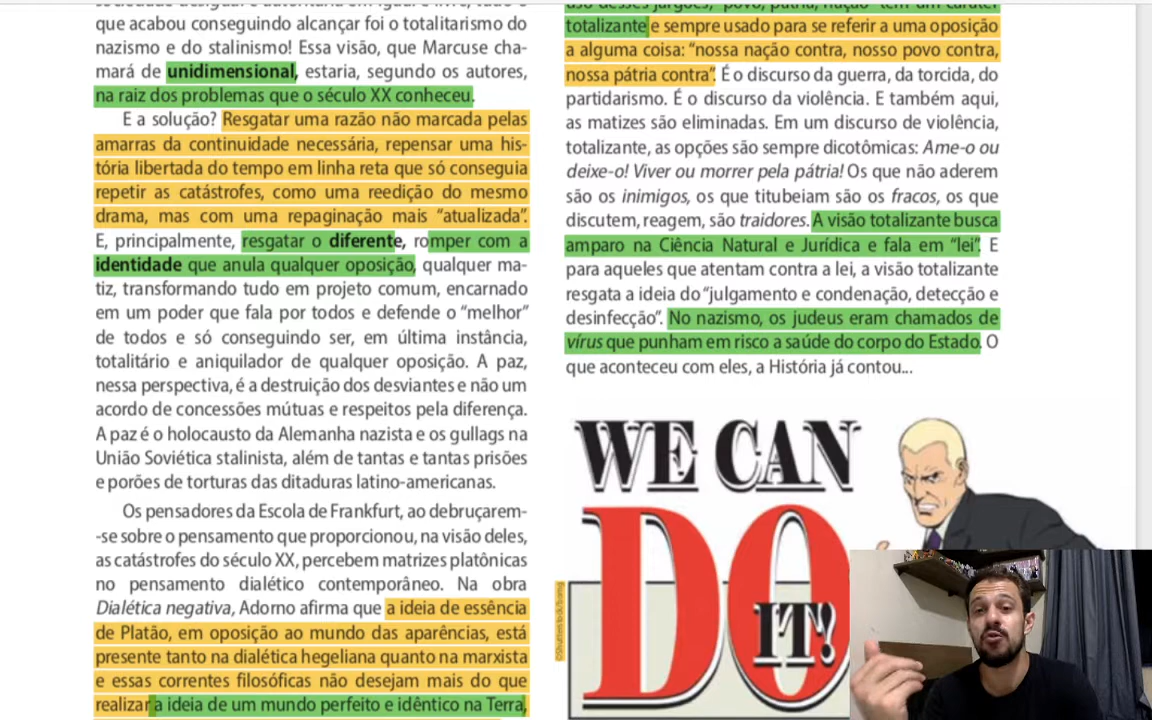 que acabou conseguindo alcançar foi o totalitarismo do
nazismo e do stalinismo! Essa visão, que Marcuse cha-
mará de unidimensional, estaria, segundo os autores,
na raiz dos problemas que o século XX conheceu.
E a solução? Resgatar uma razão não marcada pelas
amarras da continuidade necessária, repensar uma his-
tória libertada do tempo em linha reta que só conseguia
repetir as catástrofes, como uma reedição do mesmo
drama, mas com uma repaginação mais “atualizada”.
E, principalmente, resgatar o diferente, romper com a
identidade que anula qualquer oposição, qualquer ma-
tiz, transformando tudo em projeto comum, encarnado
em um poder que fala por todos e defende o “melhor”
de todos e só conseguindo ser, em última instância,
totalitário e aniquilador de qualquer oposição. A paz,
nessa perspectiva, é a destruição dos desviantes e não um
acordo de concessões mútuas e respeitos pela diferença.
A paz é o holocausto da Alemanha nazista e os gullags na
União Soviética stalinista, além de tantas e tantas prisões
e porões de torturas das ditaduras latino-americanas.
Os pensadores da Escola de Frankfurt, ao debruçarem-
-se sobre o pensamento que proporcionou, na visão deles,
as catástrofes do século XX, percebem matrizes platônicas
no pensamento dialético contemporâneo. Na obra
Dialética negativa, Adorno afirma que a ideia de essência
de Platão, em oposição ao mundo das aparências, está
presente tanto na dialética hegeliana quanto na marxista
e essas correntes filosóficas não desejam mais do que
realizar a ideia de um mundo perfeito e idêntico na Terra,
uso desses jargões, “povo, pátria, nação” tem um caráter
totalizante e sempre usado para se referir a uma oposição
a alguma coisa: “nossa nação contra, nosso povo contra,
nossa pátria contra”. É o discurso da guerra, da torcida, do
partidarismo. É o discurso da violência. E também aqui,
as matizes são eliminadas. Em um discurso de violência,
totalizante, as opções são sempre dicotômicas: Ame-o ou
deixe-o! Viver ou morrer pela pátria! Os que não aderem
são os inimigos, os que titubeiam são os fracos, os que
discutem, reagem, são traidores. A visão totalizante busca
amparo na Ciência Natural e Jurídica e fala em “lei”. E
para aqueles que atentam contra a lei, a visão totalizante
resgata a ideia do “julgamento e condenação, detecção e
desinfecção”. No nazismo, os judeus eram chamados de
vírus que punham em risco a saúde do corpo do Estado. O
que aconteceu com eles, a História já contou...
WE CAN
DO
IT!